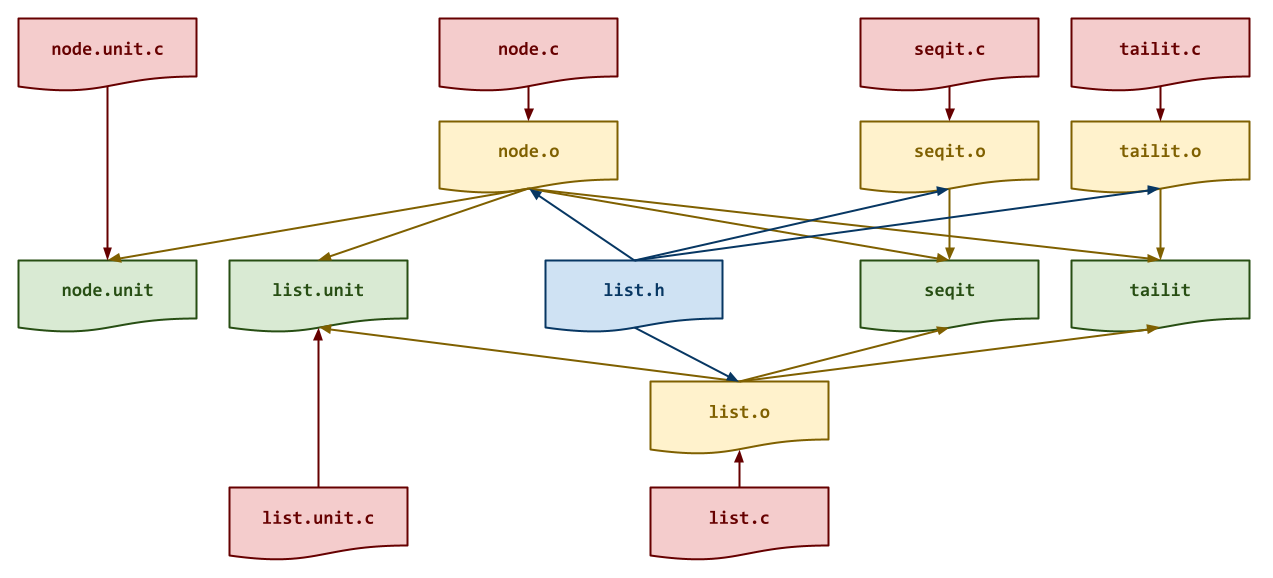 node.unit.c
node.c
seqit.c
tailit.c
node.o
seqit.o
tailit.o
node.unit
list.unit
list.h
seqit
tailit
list.o
list.unit.c
list.c